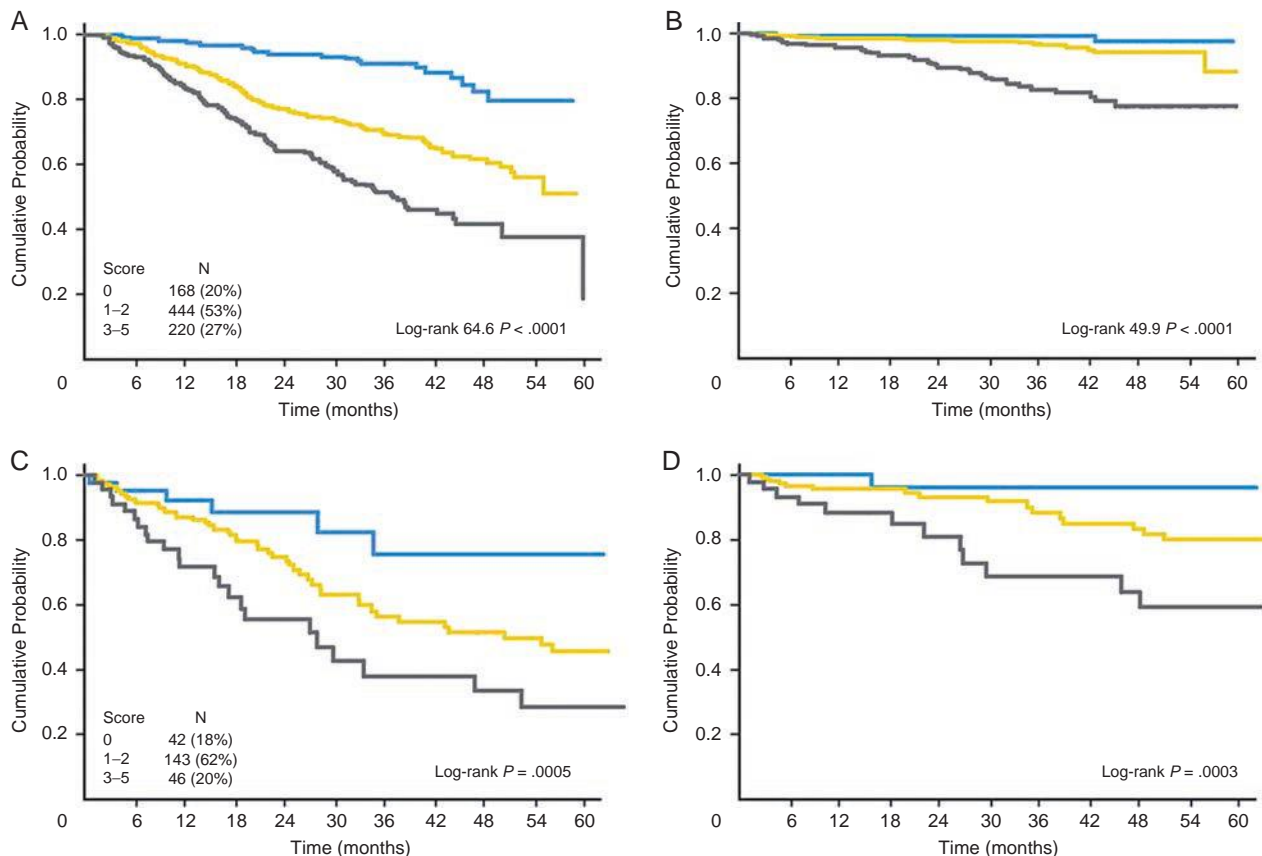 A
1.0
0.8
0.6
0.4
0.2
0
Cumulative Probability
Score N
0 168 (20%)
1–2 444 (53%)
3–5 220 (27%)
Log-rank 64.6 P < .0001
6 12 18 24 30 36 42 48 54 60
Time (months)
B
1.0
0.8
0.6
0.4
0.2
0
Cumulative Probability
Log-rank 49.9 P < .0001
6 12 18 24 30 36 42 48 54 60
Time (months)
C
1.0
0.8
0.6
0.4
0.2
0
Cumulative Probability
Score N
0 42 (18%)
1–2 143 (62%)
3–5 46 (20%)
Log-rank P = .0005
6 12 18 24 30 36 42 48 54 60
Time (months)
D
1.0
0.8
0.6
0.4
0.2
0
Cumulative Probability
Log-rank P = .0003
6 12 18 24 30 36 42 48 54 60
Time (months)